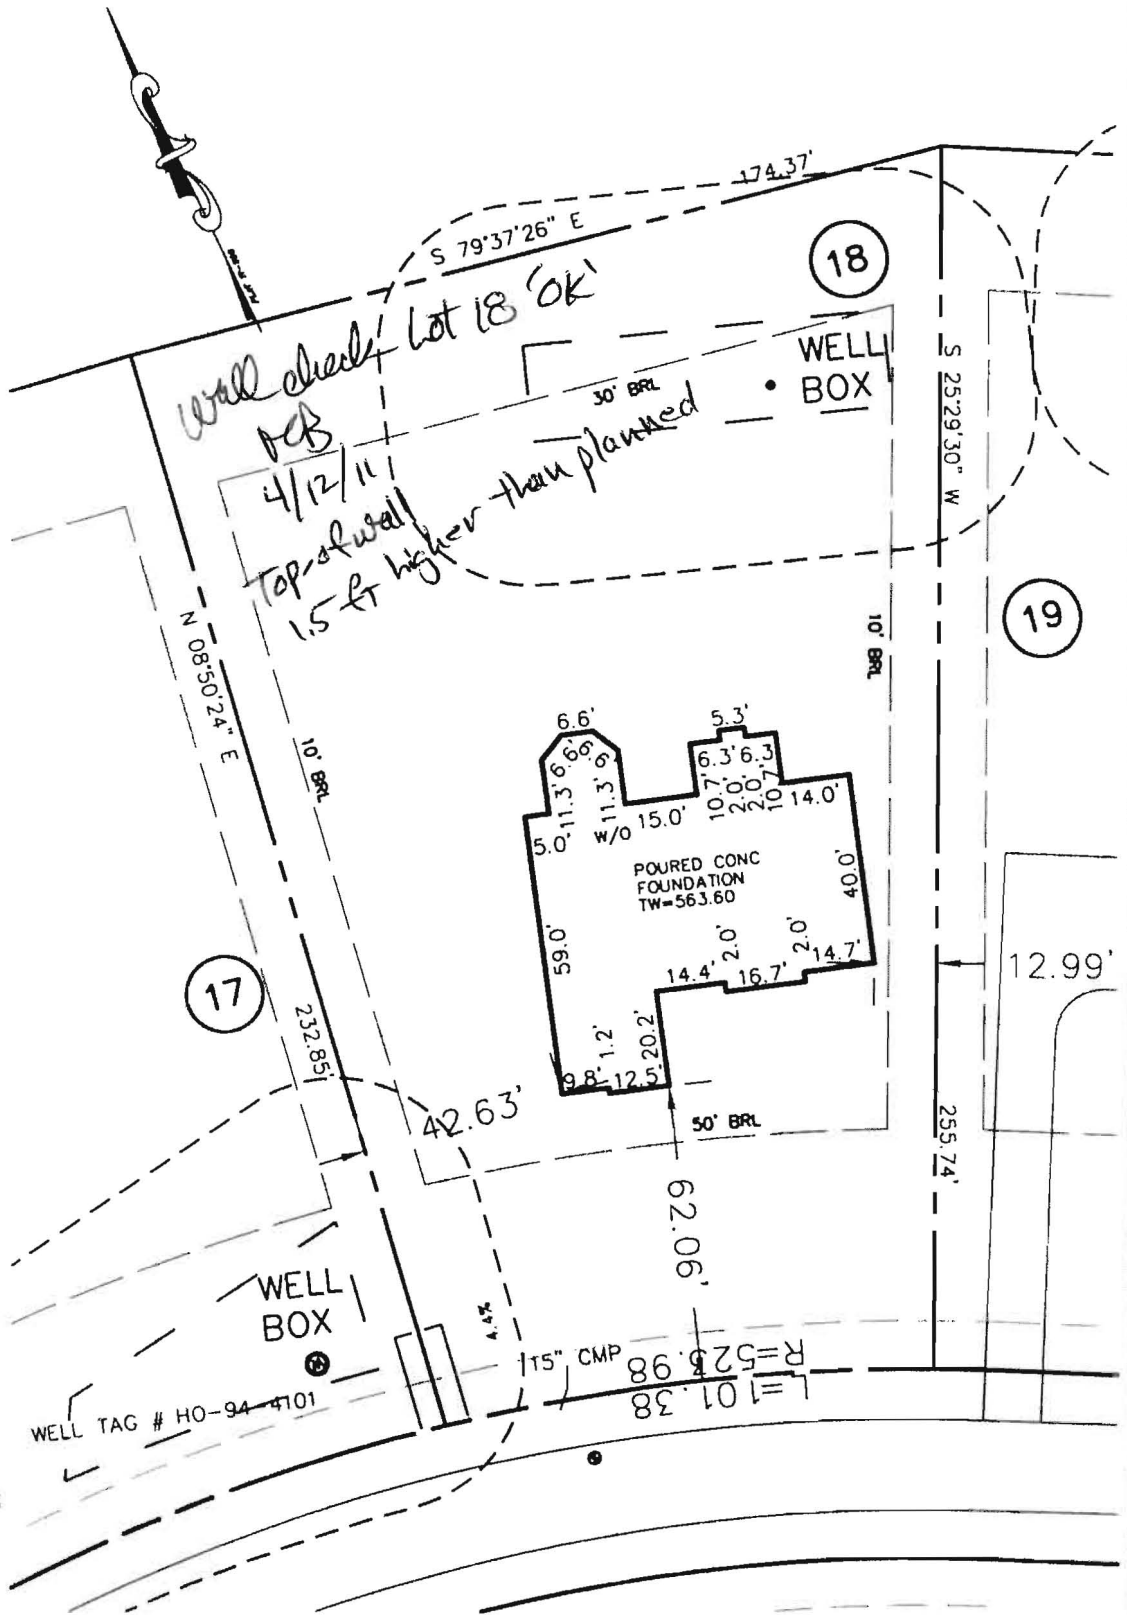 174.37'
S 79°37'26" E
18
Wall check Lot 18 'OK'
4/12/11
Top-of wall
1.5 ft higher than planned
WELL
BOX
30' BRL
S 25°29'30" W
19
10' BRL
N 08°50'24" E
10' BRL
6.6'
5.3'
6.6'
6.6'
6.3'
6.3
11.3'
11.3'
10.7'
2.0'
2.0'
10.7'
14.0'
5.0'
W/O
15.0'
POURED CONC
FOUNDATION
TW=563.60
40.0'
59.0'
2.0'
2.0'
14.4'
16.7'
14.7'
12.99'
17
232.85'
1.2'
20.2'
9.8'
12.5'
42.63'
50' BRL
255.74'
62.06'
WELL
BOX
4.4%
15" CMP
R=523.98
L=101.38
WELL TAG # HO-94-4101